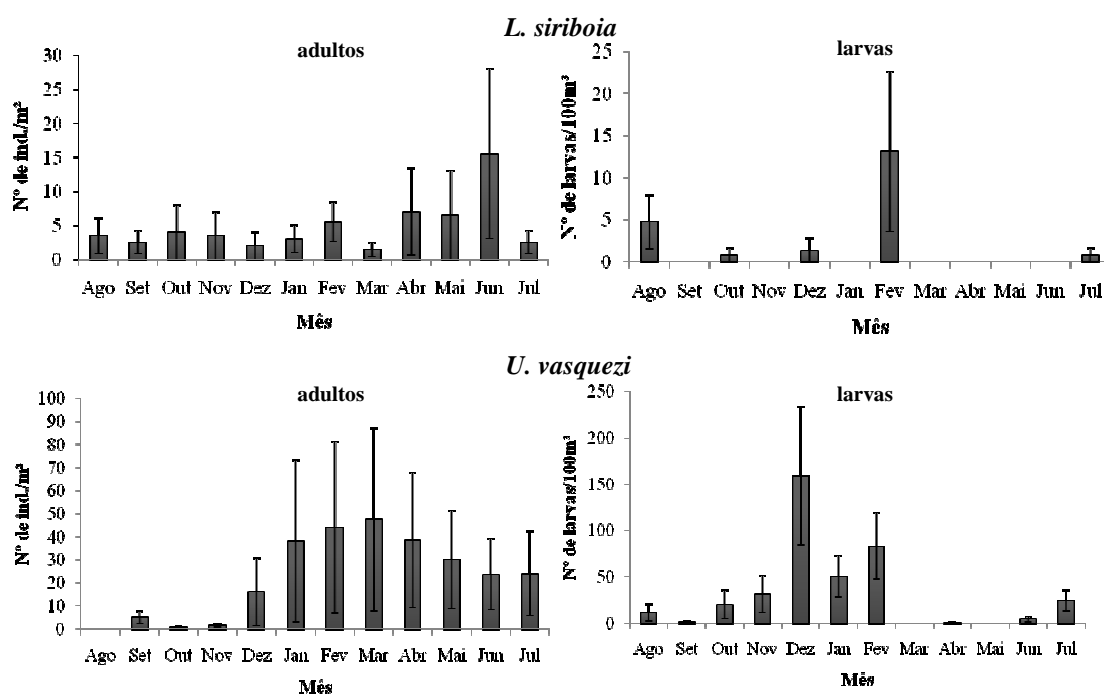 L. siriboia
adultos
larvas
Nº de ind./m²
30
25
20
15
10
5
0
Ago Set Out Nov Dez Jan Fev Mar Abr Mai Jun Jul
Mês
Nº de larvas/100m³
25
20
15
10
5
0
Ago Set Out Nov Dez Jan Fev Mar Abr Mai Jun Jul
Mês
U. vasquezi
adultos
larvas
Nº de ind./m²
100
90
80
70
60
50
40
30
20
10
0
Ago Set Out Nov Dez Jan Fev Mar Abr Mai Jun Jul
Mês
Nº de larvas/100m³
250
200
150
100
50
0
Ago Set Out Nov Dez Jan Fev Mar Abr Mai Jun Jul
Mês